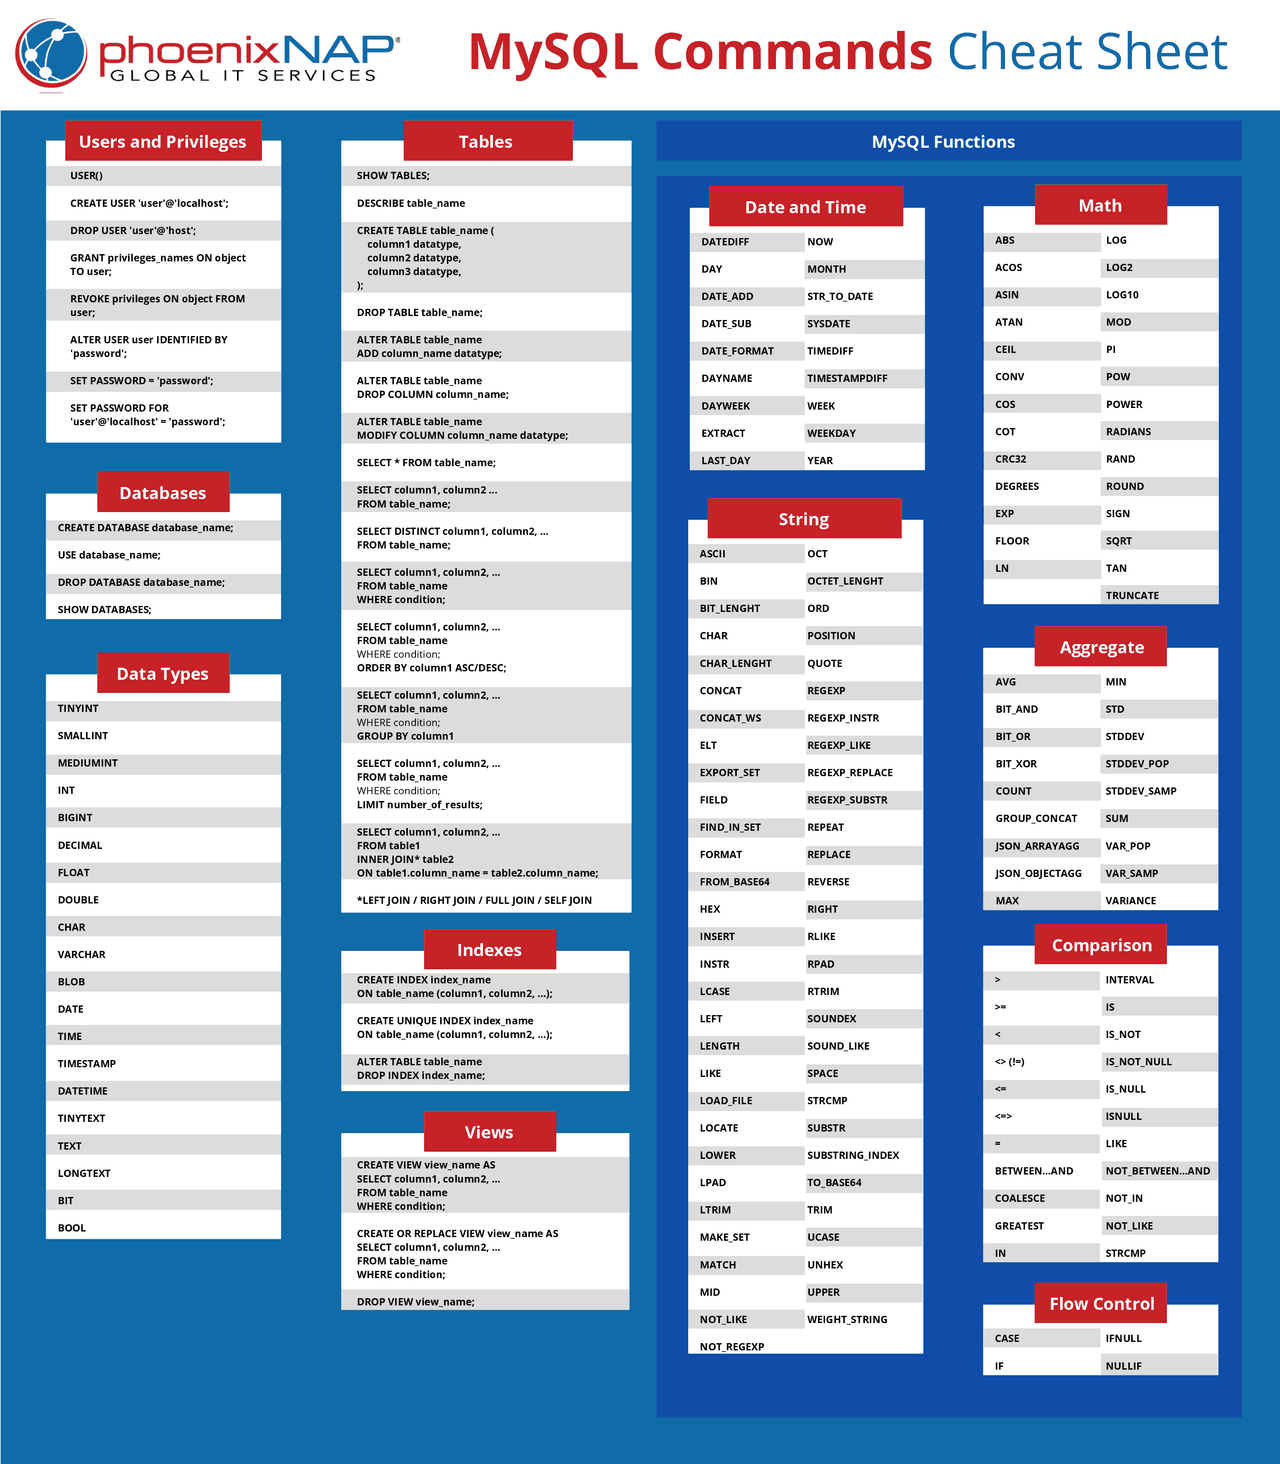 phoenixNAP®
GLOBAL IT SERVICES
MySQL Commands Cheat Sheet
Users and Privileges
USER()
CREATE USER 'user'@'localhost';
DROP USER 'user'@'host';
GRANT privileges_names ON object
TO user;
REVOKE privileges ON object FROM
user;
ALTER USER user IDENTIFIED BY
'password';
SET PASSWORD = 'password';
SET PASSWORD FOR
'user'@'localhost' = 'password';
Databases
CREATE DATABASE database_name;
USE database_name;
DROP DATABASE database_name;
SHOW DATABASES;
Data Types
TINYINT
SMALLINT
MEDIUMINT
INT
BIGINT
DECIMAL
FLOAT
DOUBLE
CHAR
VARCHAR
BLOB
DATE
TIME
TIMESTAMP
DATETIME
TINYTEXT
TEXT
LONGTEXT
BIT
BOOL
Tables
SHOW TABLES;
DESCRIBE table_name
CREATE TABLE table_name (
column1 datatype,
column2 datatype,
column3 datatype,
);
DROP TABLE table_name;
ALTER TABLE table_name
ADD column_name datatype;
ALTER TABLE table_name
DROP COLUMN column_name;
ALTER TABLE table_name
MODIFY COLUMN column_name datatype;
SELECT * FROM table_name;
SELECT column1, column2 ...
FROM table_name;
SELECT DISTINCT column1, column2, ...
FROM table_name;
SELECT column1, column2, ...
FROM table_name
WHERE condition;
SELECT column1, column2, ...
FROM table_name
WHERE condition;
ORDER BY column1 ASC/DESC;
SELECT column1, column2, ...
FROM table_name
WHERE condition;
GROUP BY column1
SELECT column1, column2, ...
FROM table_name
WHERE condition;
LIMIT number_of_results;
SELECT column1, column2, ...
FROM table1
INNER JOIN* table2
ON table1.column_name = table2.column_name;
*LEFT JOIN / RIGHT JOIN / FULL JOIN / SELF JOIN
Indexes
CREATE INDEX index_name
ON table_name (column1, column2, ...);
CREATE UNIQUE INDEX index_name
ON table_name (column1, column2, ...);
ALTER TABLE table_name
DROP INDEX index_name;
Views
CREATE VIEW view_name AS
SELECT column1, column2, ...
FROM table_name
WHERE condition;
CREATE OR REPLACE VIEW view_name AS
SELECT column1, column2, ...
FROM table_name
WHERE condition;
DROP VIEW view_name;
MySQL Functions
Date and Time
DATEDIFF NOW
DAY MONTH
DATE_ADD STR_TO_DATE
DATE_SUB SYSDATE
DATE_FORMAT TIMEDIFF
DAYNAME TIMESTAMPDIFF
DAYWEEK WEEK
EXTRACT WEEKDAY
LAST_DAY YEAR
String
ASCII OCT
BIN OCTET_LENGHT
BIT_LENGHT ORD
CHAR POSITION
CHAR_LENGHT QUOTE
CONCAT REGEXP
CONCAT_WS REGEXP_INSTR
ELT REGEXP_LIKE
EXPORT_SET REGEXP_REPLACE
FIELD REGEXP_SUBSTR
FIND_IN_SET REPEAT
FORMAT REPLACE
FROM_BASE64 REVERSE
HEX RIGHT
INSERT RLIKE
INSTR RPAD
LCASE RTRIM
LEFT SOUNDEX
LENGTH SOUND_LIKE
LIKE SPACE
LOAD_FILE STRCMP
LOCATE SUBSTR
LOWER SUBSTRING_INDEX
LPAD TO_BASE64
LTRIM TRIM
MAKE_SET UCASE
MATCH UNHEX
MID UPPER
NOT_LIKE WEIGHT_STRING
NOT_REGEXP
Math
ABS LOG
ACOS LOG2
ASIN LOG10
ATAN MOD
CEIL PI
CONV POW
COS POWER
COT RADIANS
CRC32 RAND
DEGREES ROUND
EXP SIGN
FLOOR SQRT
LN TAN
TRUNCATE
Aggregate
AVG MIN
BIT_AND STD
BIT_OR STDDEV
BIT_XOR STDDEV_POP
COUNT STDDEV_SAMP
GROUP_CONCAT SUM
JSON_ARRAYAGG VAR_POP
JSON_OBJECTAGG VAR_SAMP
MAX VARIANCE
Comparison
> INTERVAL
>= IS
< IS_NOT
<> (!=) IS_NOT_NULL
<= IS_NULL
<=> ISNULL
= LIKE
BETWEEN...AND NOT_BETWEEN...AND
COALESCE NOT_IN
GREATEST NOT_LIKE
IN STRCMP
Flow Control
CASE IFNULL
IF NULLIF